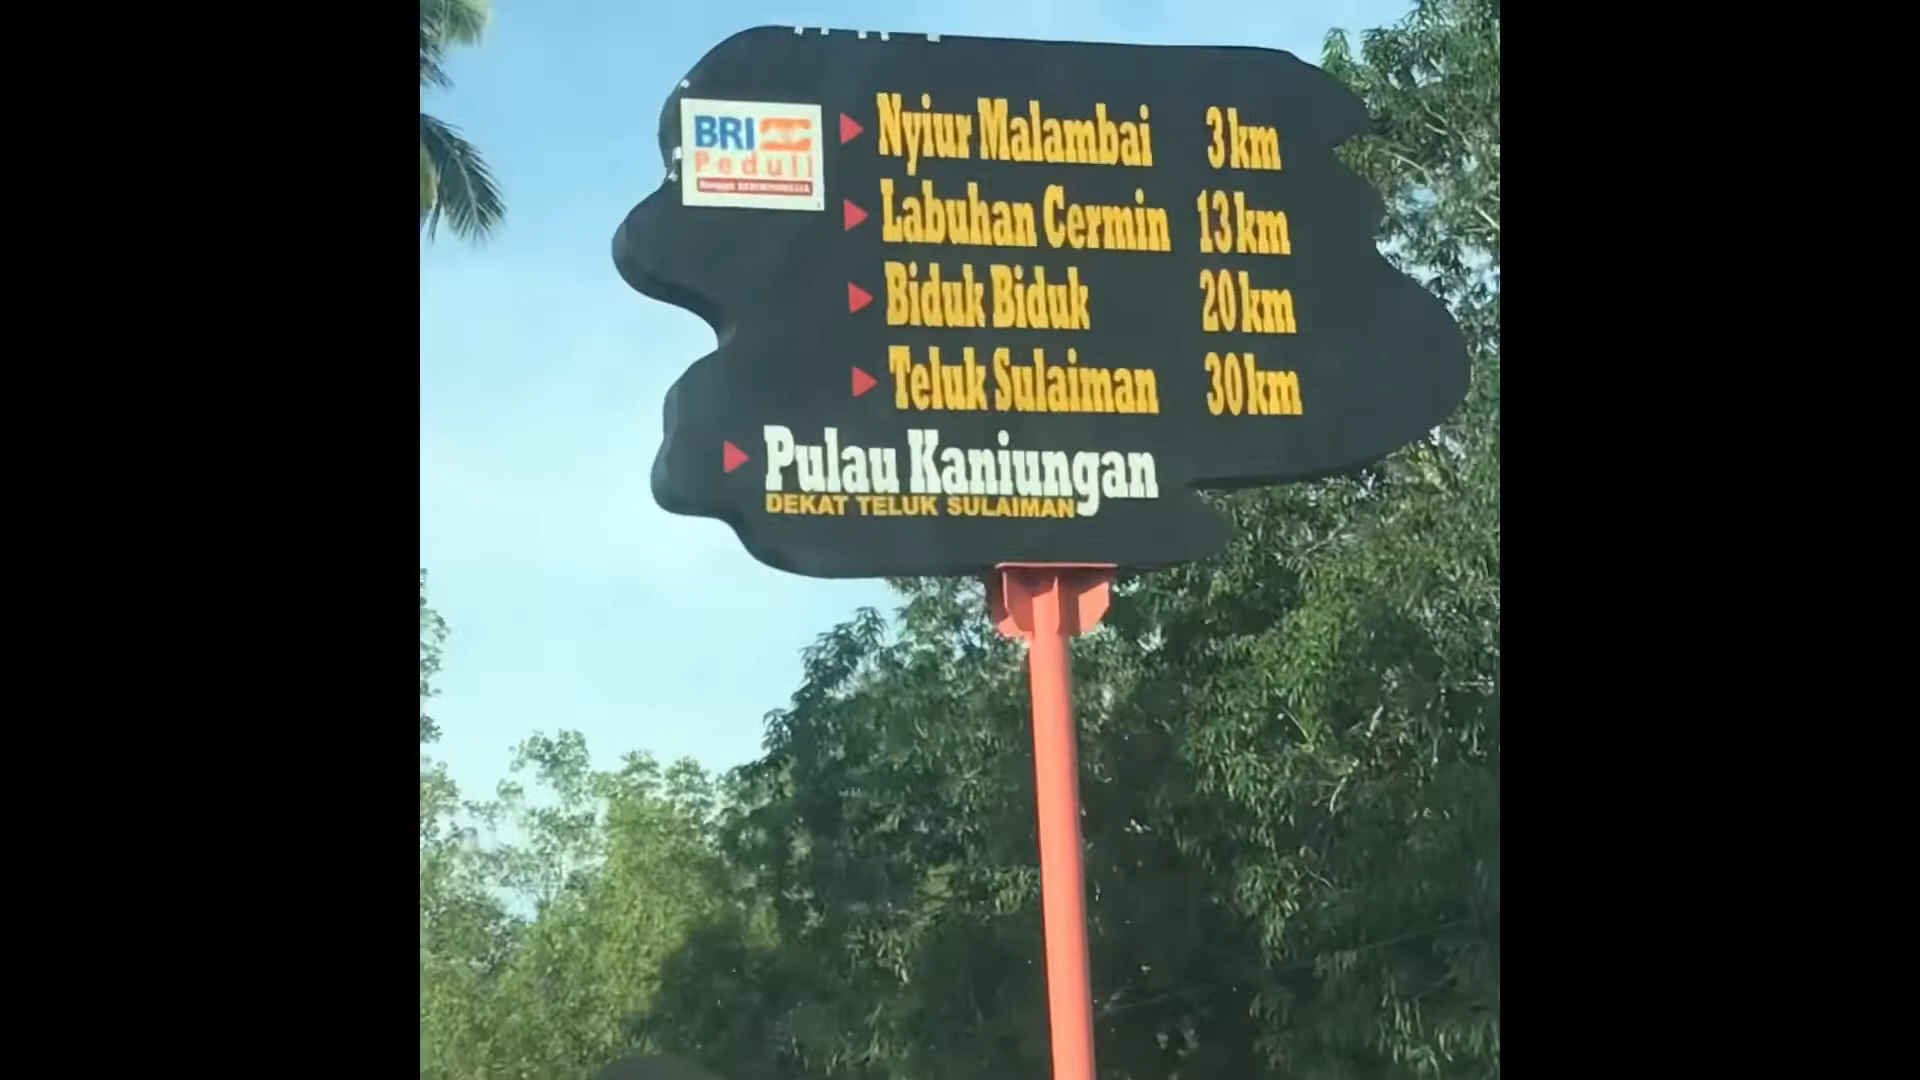 BRI
Peduli
Nyiur Malambai 3 km
Labuhan Cermin 13 km
Biduk Biduk 20 km
Teluk Sulaiman 30 km
Pulau Kaniungan
DEKAT TELUK SULAIMAN